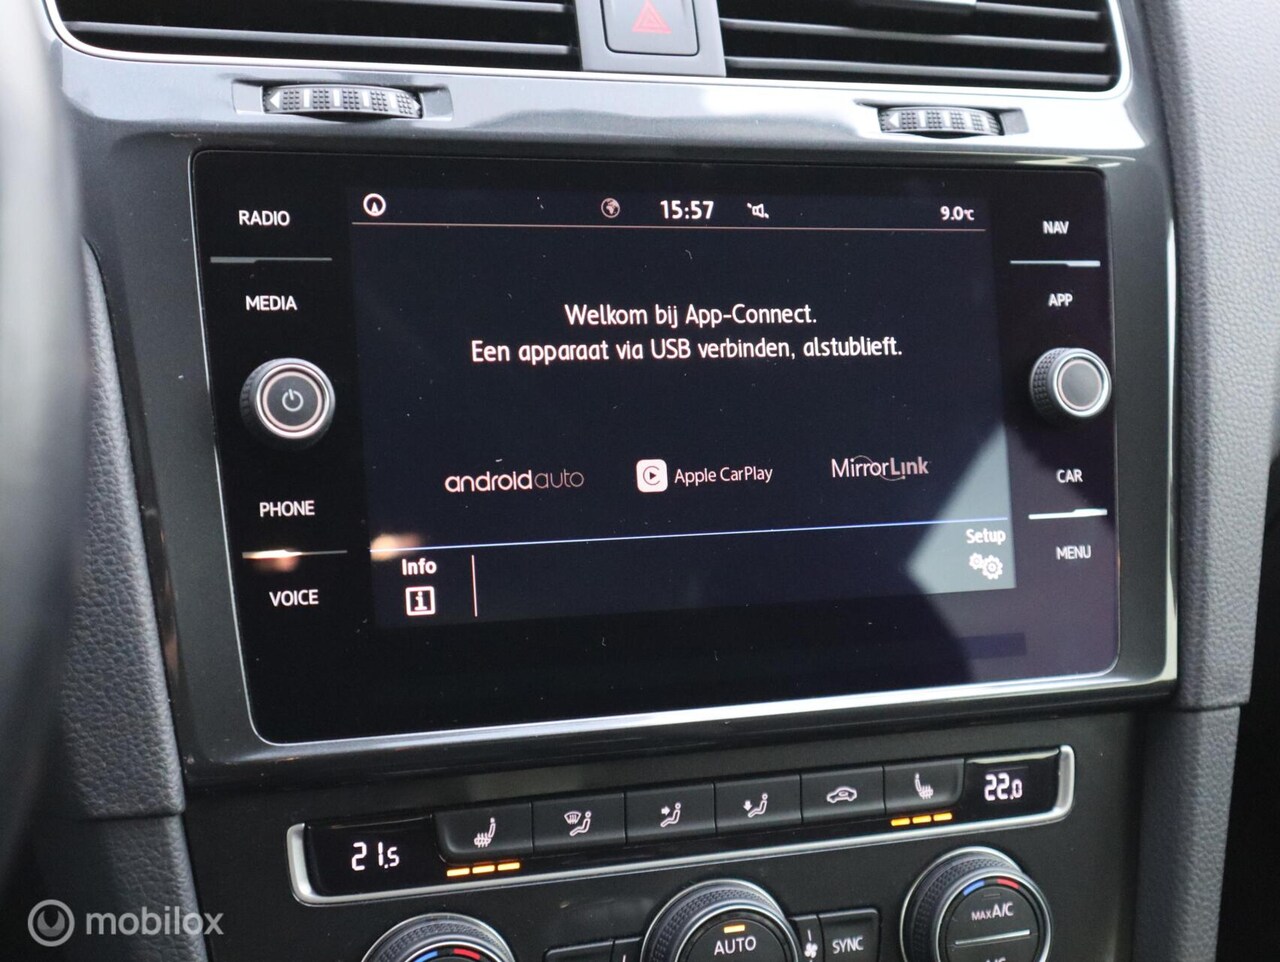 RADIO
MEDIA
PHONE
VOICE
15:57
9.0°C
Welkom bij App-Connect.
Een apparaat via USB verbinden, alstublieft.
androidauto
Apple CarPlay
MirrorLink
Info
Setup
NAV
APP
CAR
MENU
21.5
22.0
AUTO
SYNC
MAX A/C
mobilox